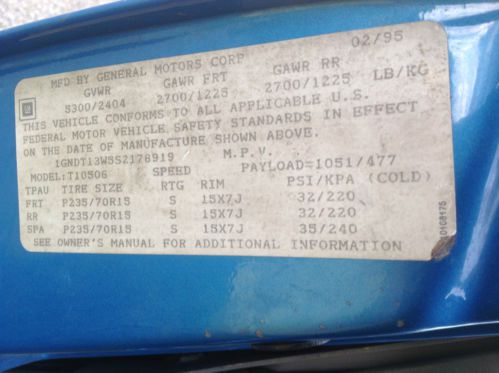 MFD BY GENERAL MOTORS CORP 02/95
GVWR GAWR FRT GAWR RR
5300/2404 2700/1225 2700/1225 LB/KG
THIS VEHICLE CONFORMS TO ALL APPLICABLE U.S.
FEDERAL MOTOR VEHICLE SAFETY STANDARDS IN EFFECT
ON THE DATE OF MANUFACTURE SHOWN ABOVE.
1GNDT13W5S2178919 M.P.V.
MODEL:T10506 PAYLOAD=1051/477
SPEED
TPAU TIRE SIZE RTG RIM PSI/KPA (COLD)
FRT P235/70R15 S 15X7J 32/220
RR P235/70R15 S 15X7J 32/220
SPA P235/70R15 S 15X7J 35/240
SEE OWNER'S MANUAL FOR ADDITIONAL INFORMATION
GM